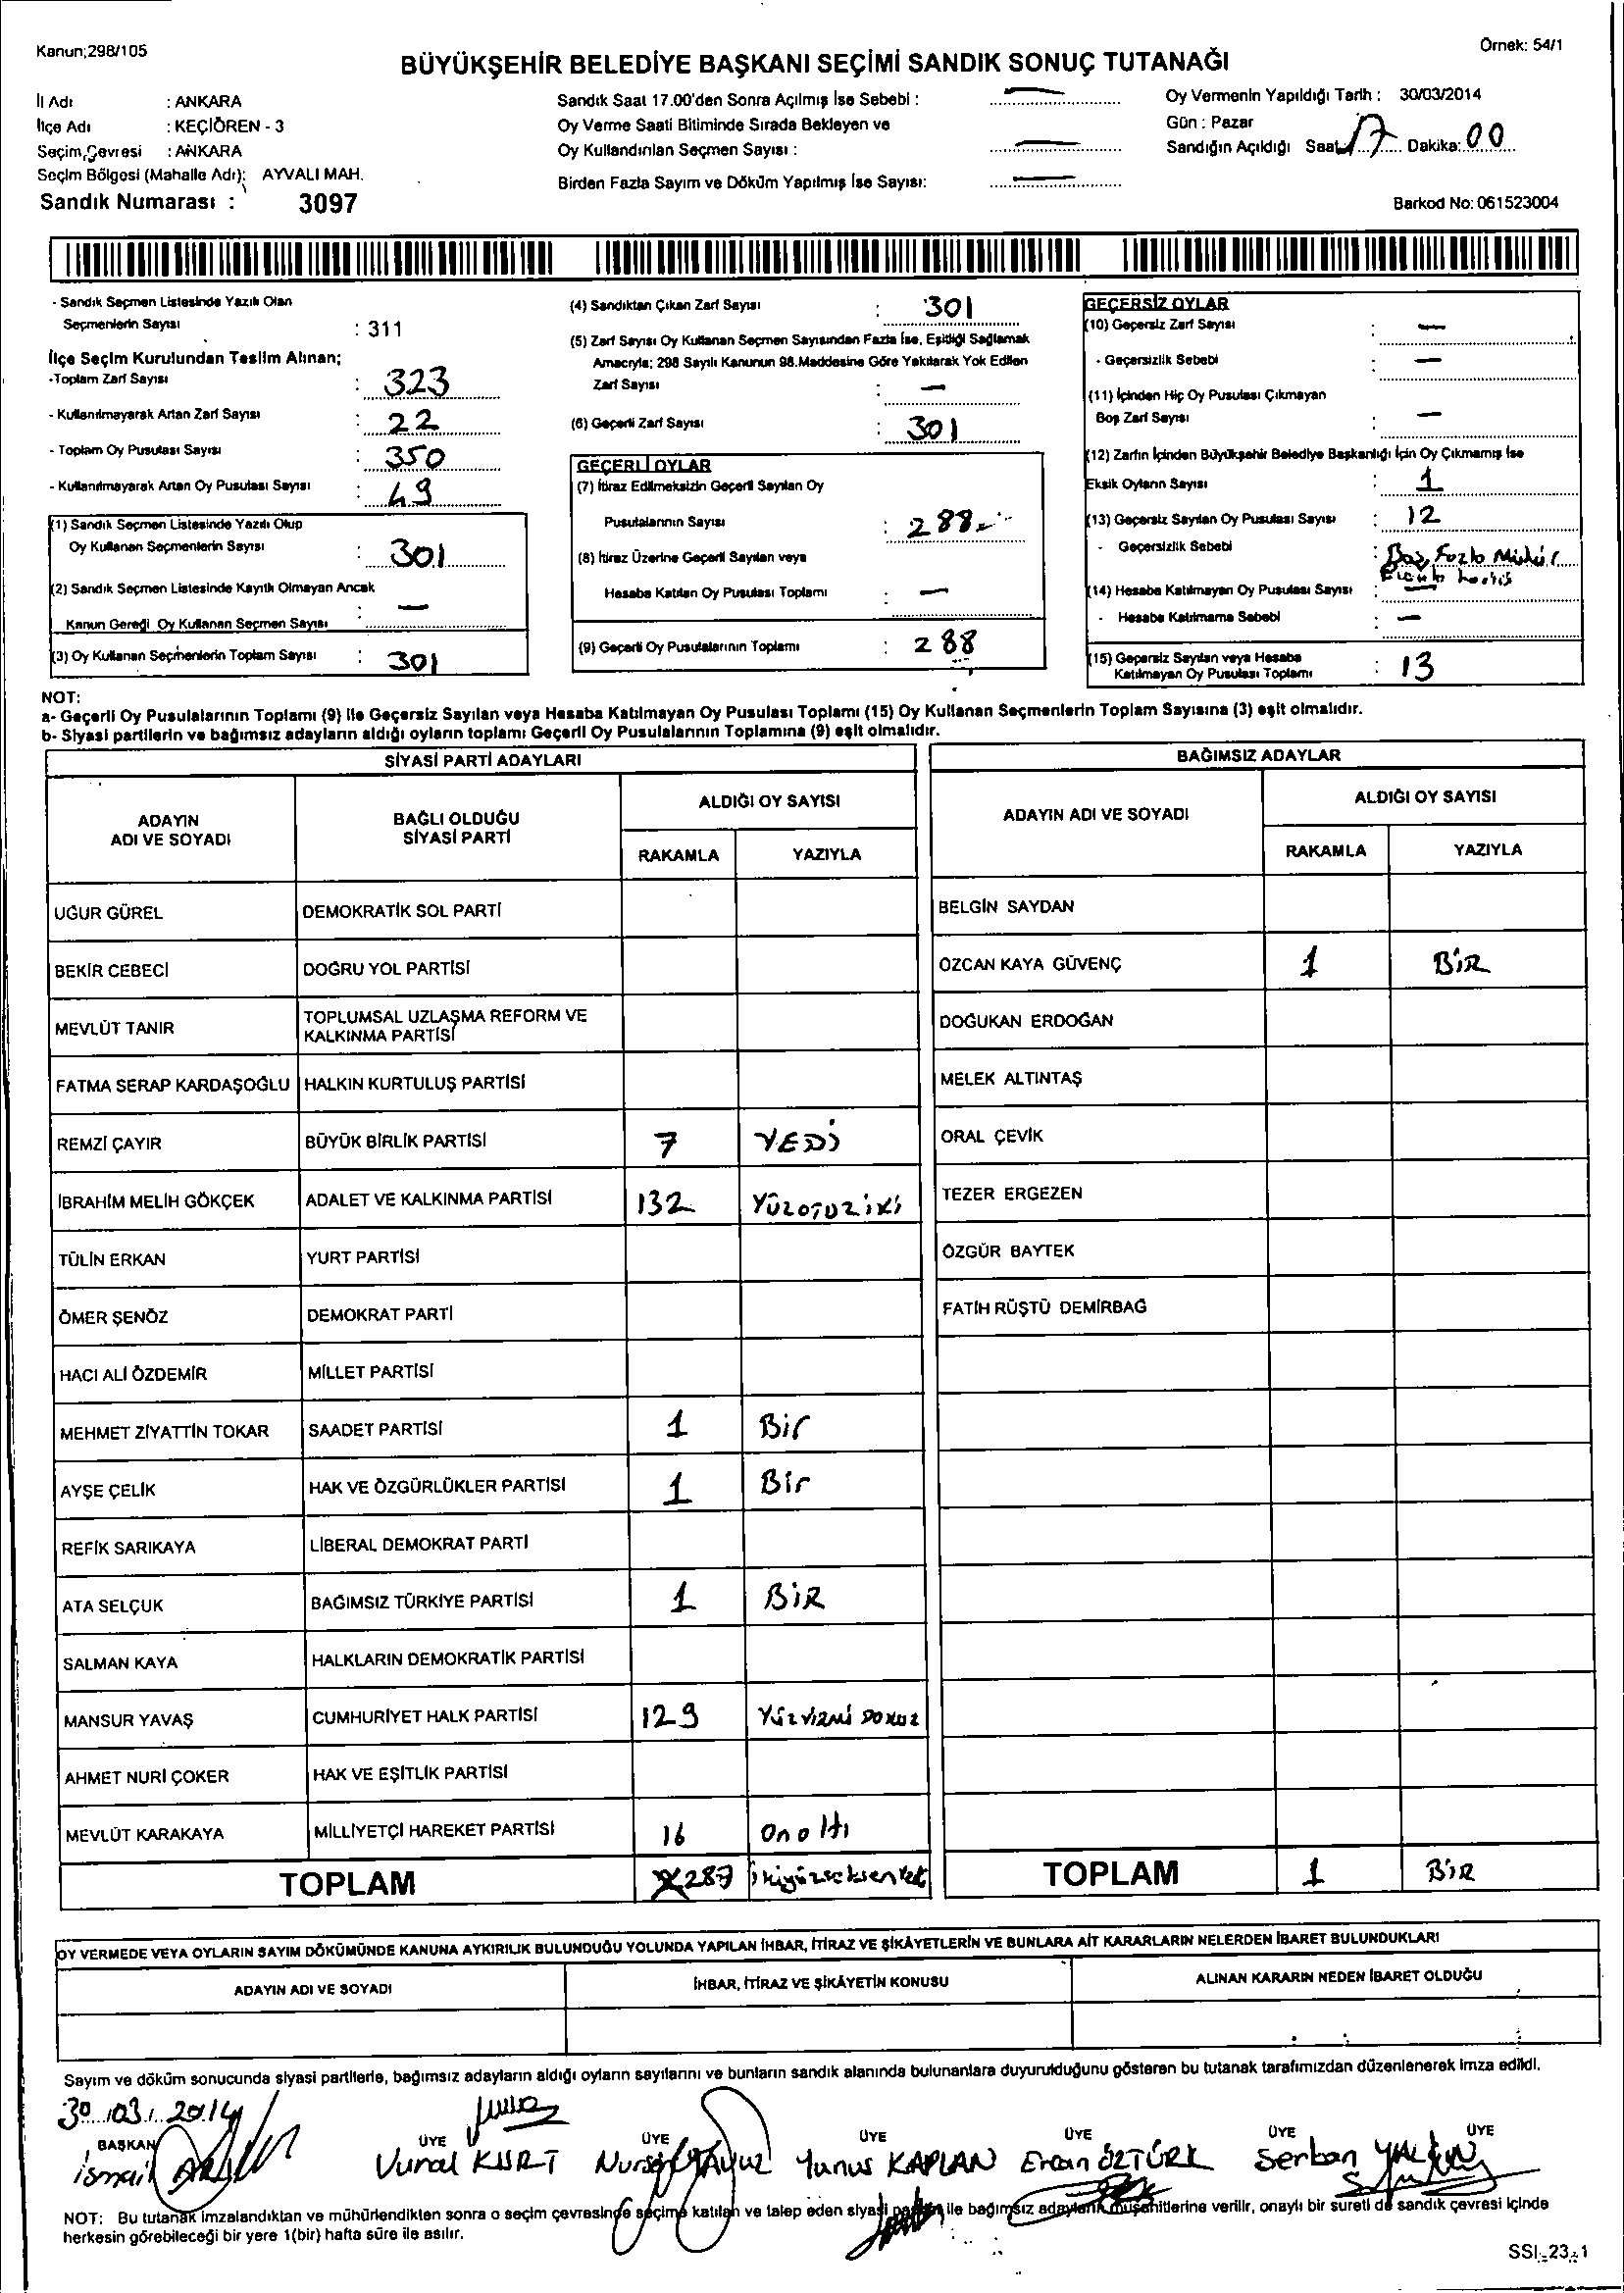 Kanun;298/105
Örnek: 54/1
BÜYÜKŞEHİR BELEDİYE BAŞKANI SEÇİMİ SANDIK SONUÇ TUTANAĞI
İl Adı : ANKARA
İlçe Adı : KEÇİÖREN - 3
Seçim Çevresi : ANKARA
Seçim Bölgesi (Mahalle Adı): AYVALI MAH.
Sandık Numarası : 3097
Sandık Saat 17.00'den Sonra Açılmış İse Sebebi : —
Oy Verme Saati Bitiminde Sırada Bekleyen ve
Oy Kullandırılan Seçmen Sayısı : —
Birden Fazla Sayım ve Döküm Yapılmış İse Sayısı: —
Oy Vermenin Yapıldığı Tarih : 30/03/2014
Gün : Pazar
Sandığın Açıldığı Saat 17 Dakika: 00
Barkod No: 061523004
- Sandık Seçmen Listesinde Yazılı Olan
Seçmenlerin Sayısı : 311
İlçe Seçim Kurulundan Teslim Alınan;
-Toplam Zarf Sayısı : 323
- Kullanılmayarak Artan Zarf Sayısı : 22
- Toplam Oy Pusulası Sayısı : 350
- Kullanılmayarak Artan Oy Pusulası Sayısı : 49
(1) Sandık Seçmen Listesinde Yazılı Olup
Oy Kullanan Seçmenlerin Sayısı : 301
(2) Sandık Seçmen Listesinde Kayıtlı Olmayan Ancak
Kanun Gereği Oy Kullanan Seçmen Sayısı : —
(3) Oy Kullanan Seçmenlerin Toplam Sayısı : 301
(4) Sandıktan Çıkan Zarf Sayısı : 301
(5) Zarf Sayısı Oy Kullanan Seçmen Sayısından Fazla İse, Eşitliği Sağlamak
Amacıyla; 298 Sayılı Kanunun 98.Maddesine Göre Yakılarak Yok Edilen
Zarf Sayısı : —
(6) Geçerli Zarf Sayısı : 301
GEÇERLİ OYLAR
(7) İtiraz Edilmeksizin Geçerli Sayılan Oy
Pusulalarının Sayısı : 288
(8) İtiraz Üzerine Geçerli Sayılan veya
Hesaba Katılan Oy Pusulası Toplamı : —
(9) Geçerli Oy Pusulalarının Toplamı : 288
GEÇERSİZ OYLAR
(10) Geçersiz Zarf Sayısı : —
- Geçersizlik Sebebi : —
(11) İçinden Hiç Oy Pusulası Çıkmayan
Boş Zarf Sayısı : —
(12) Zarfın İçinden Büyükşehir Belediye Başkanlığı İçin Oy Çıkmamış İse
Eksik Oyların Sayısı : 1
(13) Geçersiz Sayılan Oy Pusulası Sayısı : 12
- Geçersizlik Sebebi : Boş, Fazla Mühür
(14) Hesaba Katılmayan Oy Pusulası Sayısı : —
- Hesaba Katılmama Sebebi : —
(15) Geçersiz Sayılan veya Hesaba
Katılmayan Oy Pusulası Toplamı : 13
NOT:
a- Geçerli Oy Pusulalarının Toplamı (9) ile Geçersiz Sayılan veya Hesaba Katılmayan Oy Pusulası Toplamı (15) Oy Kullanan Seçmenlerin Toplam Sayısına (3) eşit olmalıdır.
b- Siyasi partilerin ve bağımsız adayların aldığı oyların toplamı Geçerli Oy Pusulalarının Toplamına (9) eşit olmalıdır.
SİYASİ PARTİ ADAYLARI
ADAYIN ADI VE SOYADI BAĞLI OLDUĞU SİYASİ PARTİ ALDIĞI OY SAYISI
RAKAMLA YAZIYLA
UĞUR GÜREL DEMOKRATİK SOL PARTİ
BEKİR CEBECİ DOĞRU YOL PARTİSİ
MEVLÜT TANIR TOPLUMSAL UZLAŞMA REFORM VE
KALKINMA PARTİSİ
FATMA SERAP KARDAŞOĞLU HALKIN KURTULUŞ PARTİSİ
REMZİ ÇAYIR BÜYÜK BİRLİK PARTİSİ 7 YEDİ
İBRAHİM MELİH GÖKÇEK ADALET VE KALKINMA PARTİSİ 132 YÜZOTUZİKİ
TÜLİN ERKAN YURT PARTİSİ
ÖMER ŞENÖZ DEMOKRAT PARTİ
HACI ALİ ÖZDEMİR MİLLET PARTİSİ
MEHMET ZİYATTİN TOKAR SAADET PARTİSİ 1 Bir
AYŞE ÇELİK HAK VE ÖZGÜRLÜKLER PARTİSİ 1 Bir
REFİK SARIKAYA LİBERAL DEMOKRAT PARTİ
ATA SELÇUK BAĞIMSIZ TÜRKİYE PARTİSİ 1 BİR
SALMAN KAYA HALKLARIN DEMOKRATİK PARTİSİ
MANSUR YAVAŞ CUMHURİYET HALK PARTİSİ 129 YÜZYİRMİ DOKUZ
AHMET NURİ ÇOKER HAK VE EŞİTLİK PARTİSİ
MEVLÜT KARAKAYA MİLLİYETÇİ HAREKET PARTİSİ 16 On altı
TOPLAM 287
BAĞIMSIZ ADAYLAR
ADAYIN ADI VE SOYADI ALDIĞI OY SAYISI
RAKAMLA YAZIYLA
BELGİN SAYDAN
ÖZCAN KAYA GÜVENÇ 1 BİR
DOĞUKAN ERDOĞAN
MELEK ALTINTAŞ
ORAL ÇEVİK
TEZER ERGEZEN
ÖZGÜR BAYTEK
FATİH RÜŞTÜ DEMİRBAĞ
TOPLAM 1 BİR
OY VERMEDE VEYA OYLARIN SAYIM DÖKÜMÜNDE KANUNA AYKIRILIK BULUNDUĞU YOLUNDA YAPILAN İHBAR, İTİRAZ VE ŞİKÂYETLERİN VE BUNLARA AİT KARARLARIN NELERDEN İBARET BULUNDUKLARI
ADAYIN ADI VE SOYADI İHBAR, İTİRAZ VE ŞİKÂYETİN KONUSU ALINAN KARARIN NEDEN İBARET OLDUĞU
Sayım ve döküm sonucunda siyasi partilerle, bağımsız adayların aldığı oyların sayılarını ve bunların sandık alanında bulunanlara duyurulduğunu gösteren bu tutanak tarafımızdan düzenlenerek imza edildi.
30/03/2014
BAŞKAN ÜYE ÜYE ÜYE ÜYE ÜYE ÜYE
İsmail Vural KURT Yunus KAPLAN Ercan ÖZTÜRK Serkan YALÇIN
NOT: Bu tutanak imzalandıktan ve mühürlendikten sonra o seçim çevresinde seçime katılan ve talep eden siyasi partiler ile bağımsız adayların müşahitlerine verilir, onaylı bir sureti de sandık çevresi içinde
herkesin görebileceği bir yere 1(bir) hafta süre ile asılır.
SSI-23-1